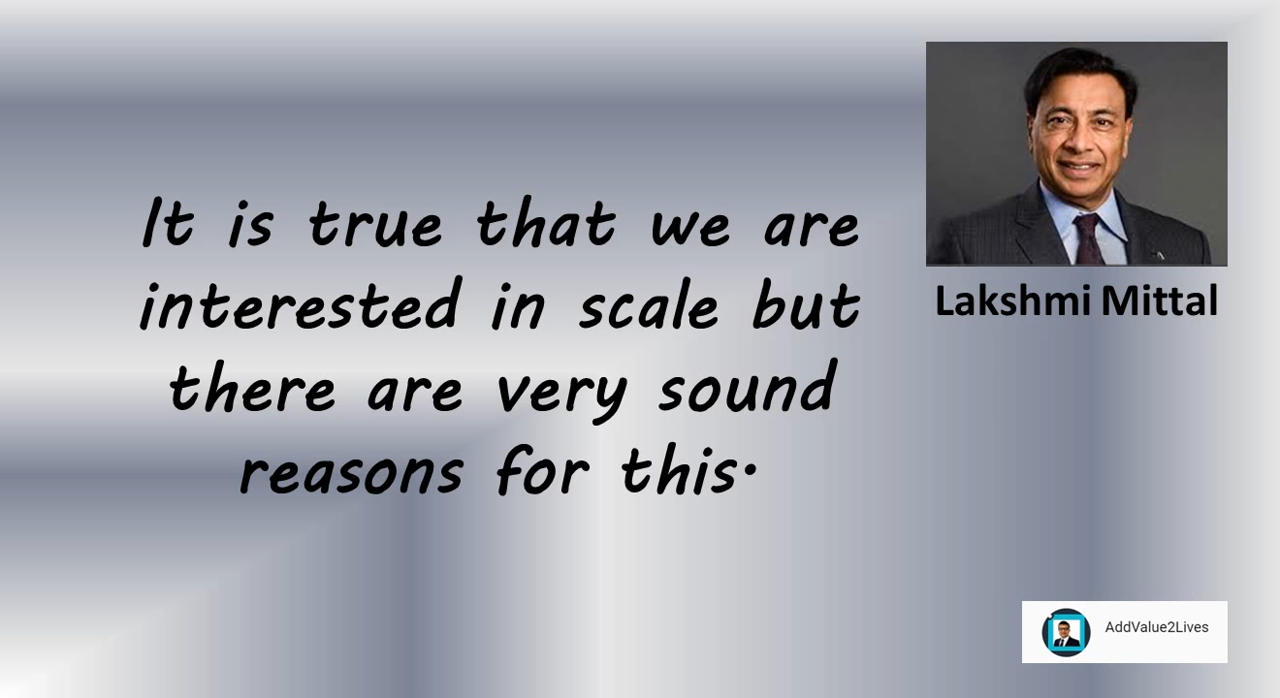 It is true that we are
interested in scale but
there are very sound
reasons for this.
Lakshmi Mittal
AddValue2Lives